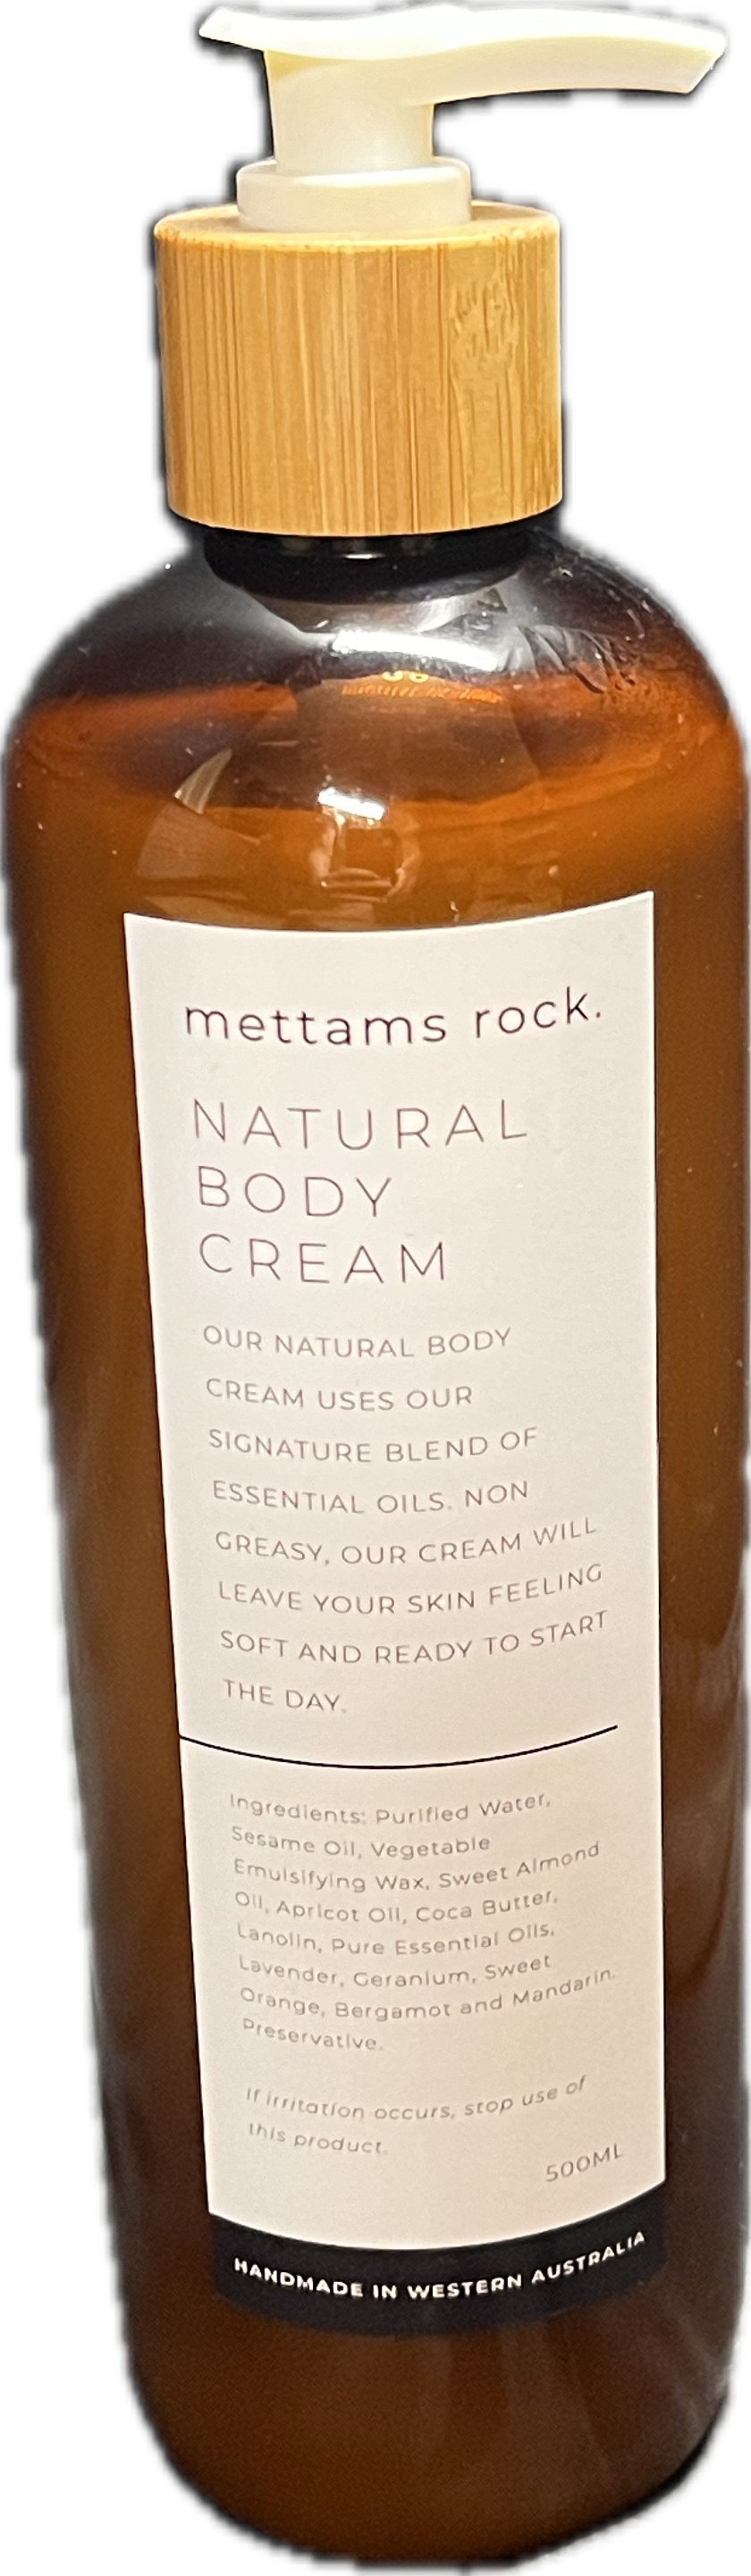 mettams rock.
NATURAL
BODY
CREAM
OUR NATURAL BODY
CREAM USES OUR
SIGNATURE BLEND OF
ESSENTIAL OILS. NON
GREASY, OUR CREAM WILL
LEAVE YOUR SKIN FEELING
SOFT AND READY TO START
THE DAY.
Ingredients: Purified Water,
Sesame Oil, Vegetable
Emulsifying Wax, Sweet Almond
Oil, Apricot Oil, Coca Butter,
Lanolin, Pure Essential Oils,
Lavender, Geranium, Sweet
Orange, Bergamot and Mandarin.
Preservative.
If irritation occurs, stop use of
this product.
500ML
HANDMADE IN WESTERN AUSTRALIA